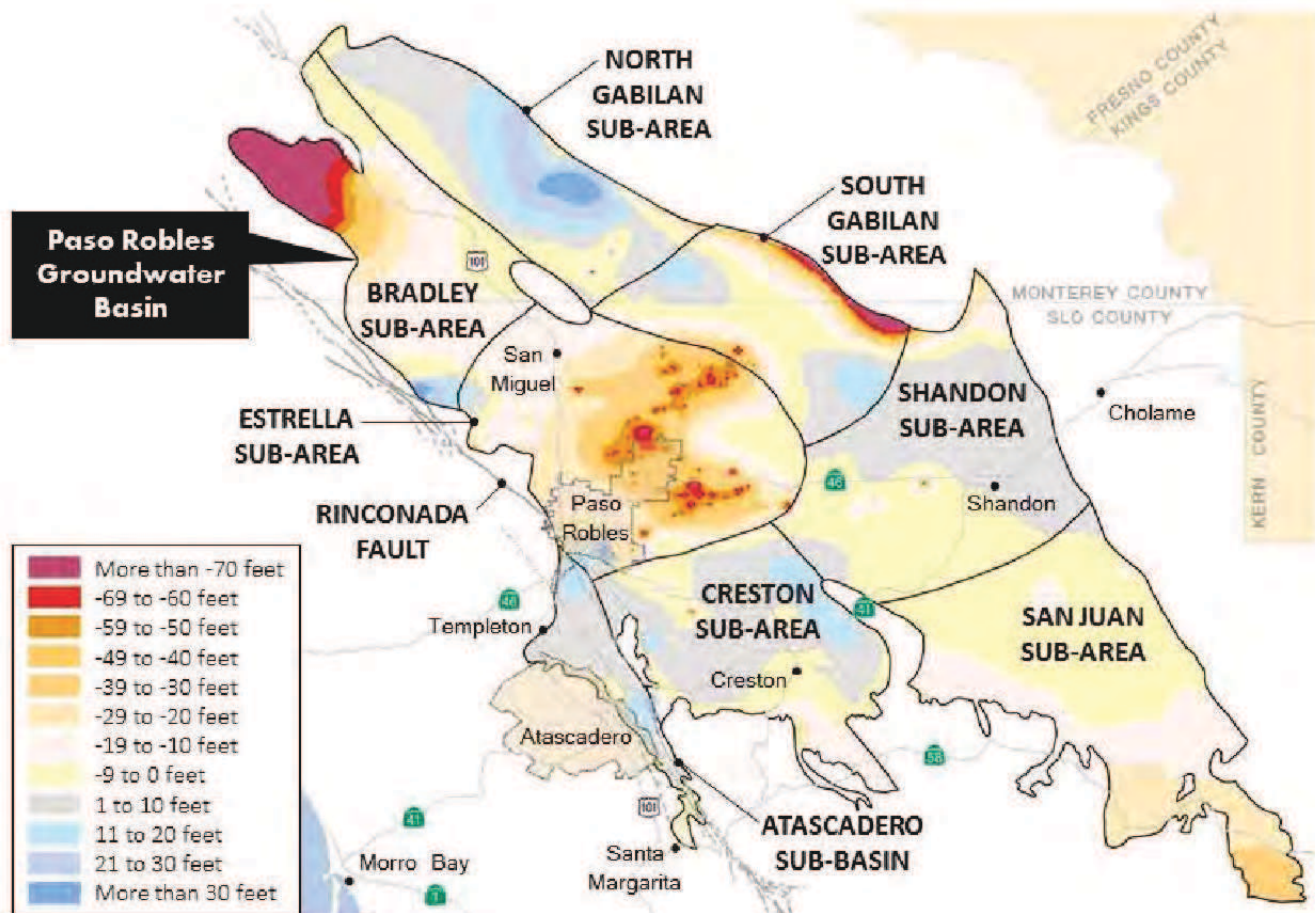 NORTH
GABILAN
SUB-AREA
FRESNO COUNTY
KINGS COUNTY
SOUTH
GABILAN
SUB-AREA
Paso Robles
Groundwater
Basin
101
BRADLEY
SUB-AREA
MONTEREY COUNTY
SLO COUNTY
San
Miguel
SHANDON
SUB-AREA
Cholame
ESTRELLA
SUB-AREA
KERN COUNTY
46
Shandon
RINCONADA
FAULT
Paso
Robles
CRESTON
SUB-AREA
41
SAN JUAN
SUB-AREA
46
Templeton
Creston
Atascadero
58
101
41
ATASCADERO
SUB-BASIN
Santa
Margarita
Morro Bay
1
More than -70 feet
-69 to -60 feet
-59 to -50 feet
-49 to -40 feet
-39 to -30 feet
-29 to -20 feet
-19 to -10 feet
-9 to 0 feet
1 to 10 feet
11 to 20 feet
21 to 30 feet
More than 30 feet